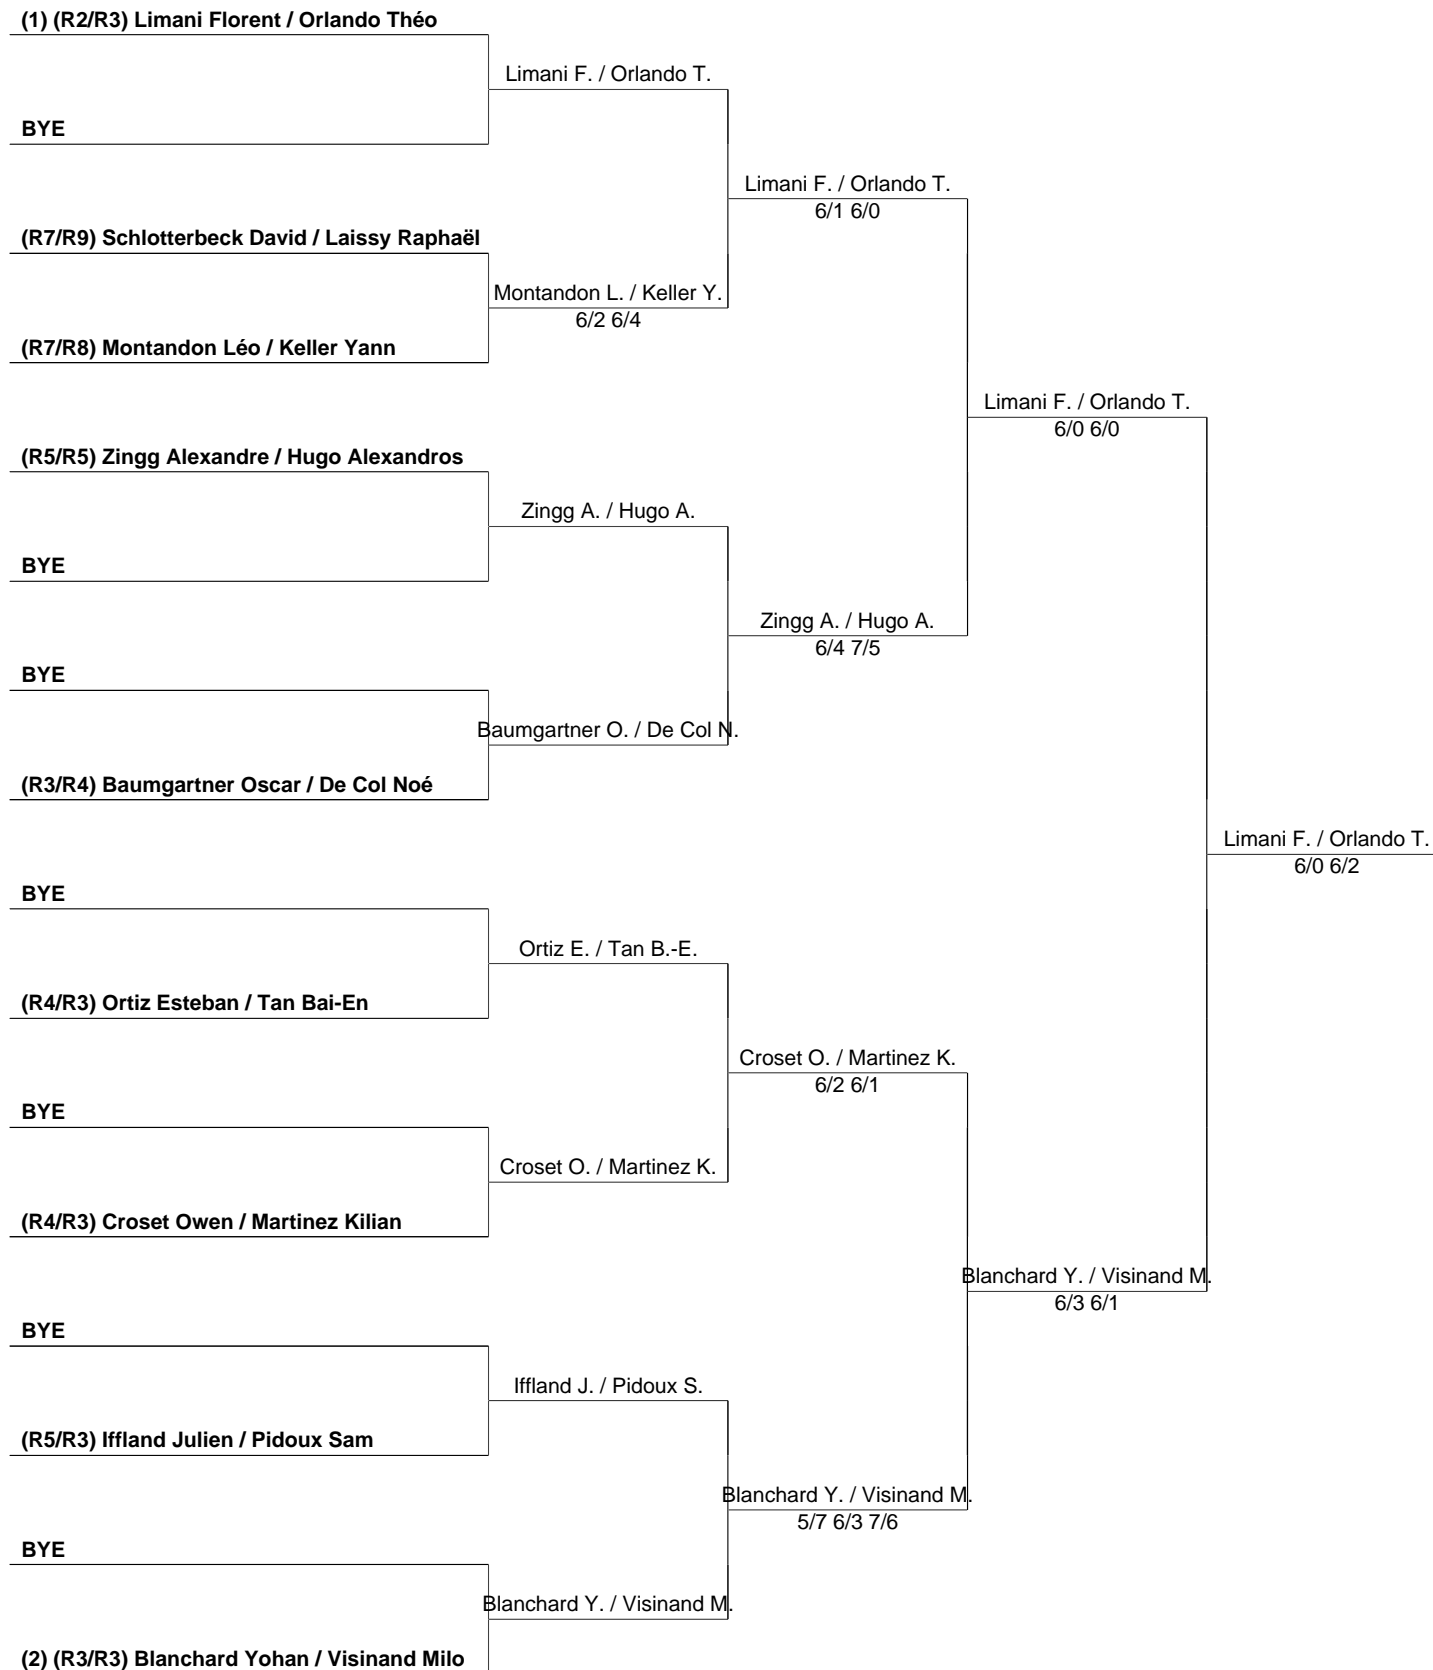 (1) (R2/R3) Limani Florent / Orlando Théo
Limani F. / Orlando T.
BYE
Limani F. / Orlando T.
6/1 6/0
(R7/R9) Schlotterbeck David / Laissy Raphaël
Montandon L. / Keller Y.
6/2 6/4
(R7/R8) Montandon Léo / Keller Yann
Limani F. / Orlando T.
6/0 6/0
(R5/R5) Zingg Alexandre / Hugo Alexandros
Zingg A. / Hugo A.
BYE
Zingg A. / Hugo A.
6/4 7/5
BYE
Baumgartner O. / De Col N.
(R3/R4) Baumgartner Oscar / De Col Noé
Limani F. / Orlando T.
6/0 6/2
BYE
Ortiz E. / Tan B.-E.
(R4/R3) Ortiz Esteban / Tan Bai-En
Croset O. / Martinez K.
6/2 6/1
BYE
Croset O. / Martinez K.
(R4/R3) Croset Owen / Martinez Kilian
Blanchard Y. / Visinand M.
6/3 6/1
BYE
Iffland J. / Pidoux S.
(R5/R3) Iffland Julien / Pidoux Sam
Blanchard Y. / Visinand M.
5/7 6/3 7/6
BYE
Blanchard Y. / Visinand M.
(2) (R3/R3) Blanchard Yohan / Visinand Milo